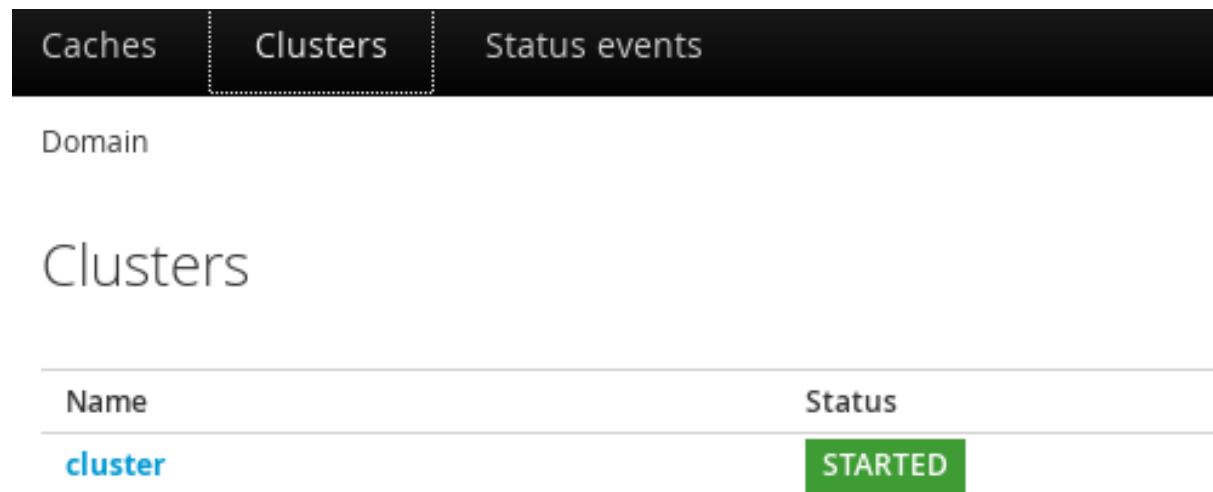 Caches Clusters Status events
Domain
Clusters
Name Status
cluster STARTED